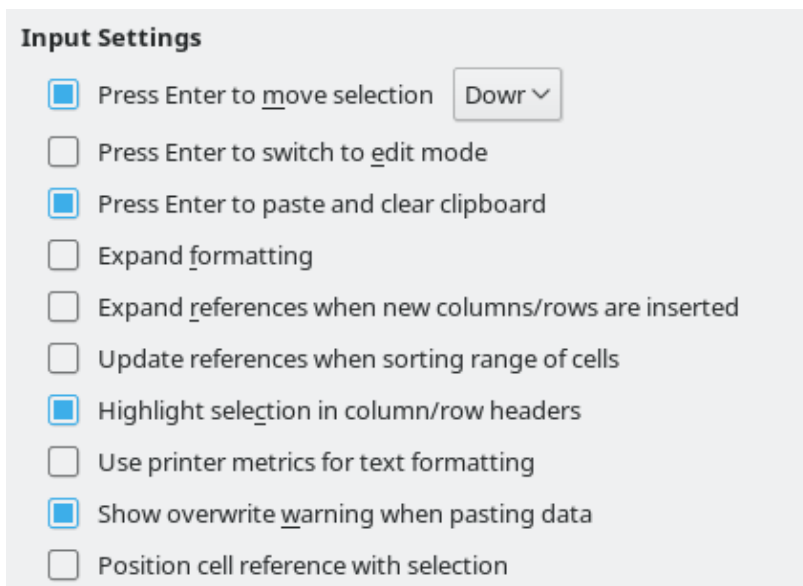 Input Settings
Press Enter to move selection Dowr
Press Enter to switch to edit mode
Press Enter to paste and clear clipboard
Expand formatting
Expand references when new columns/rows are inserted
Update references when sorting range of cells
Highlight selection in column/row headers
Use printer metrics for text formatting
Show overwrite warning when pasting data
Position cell reference with selection